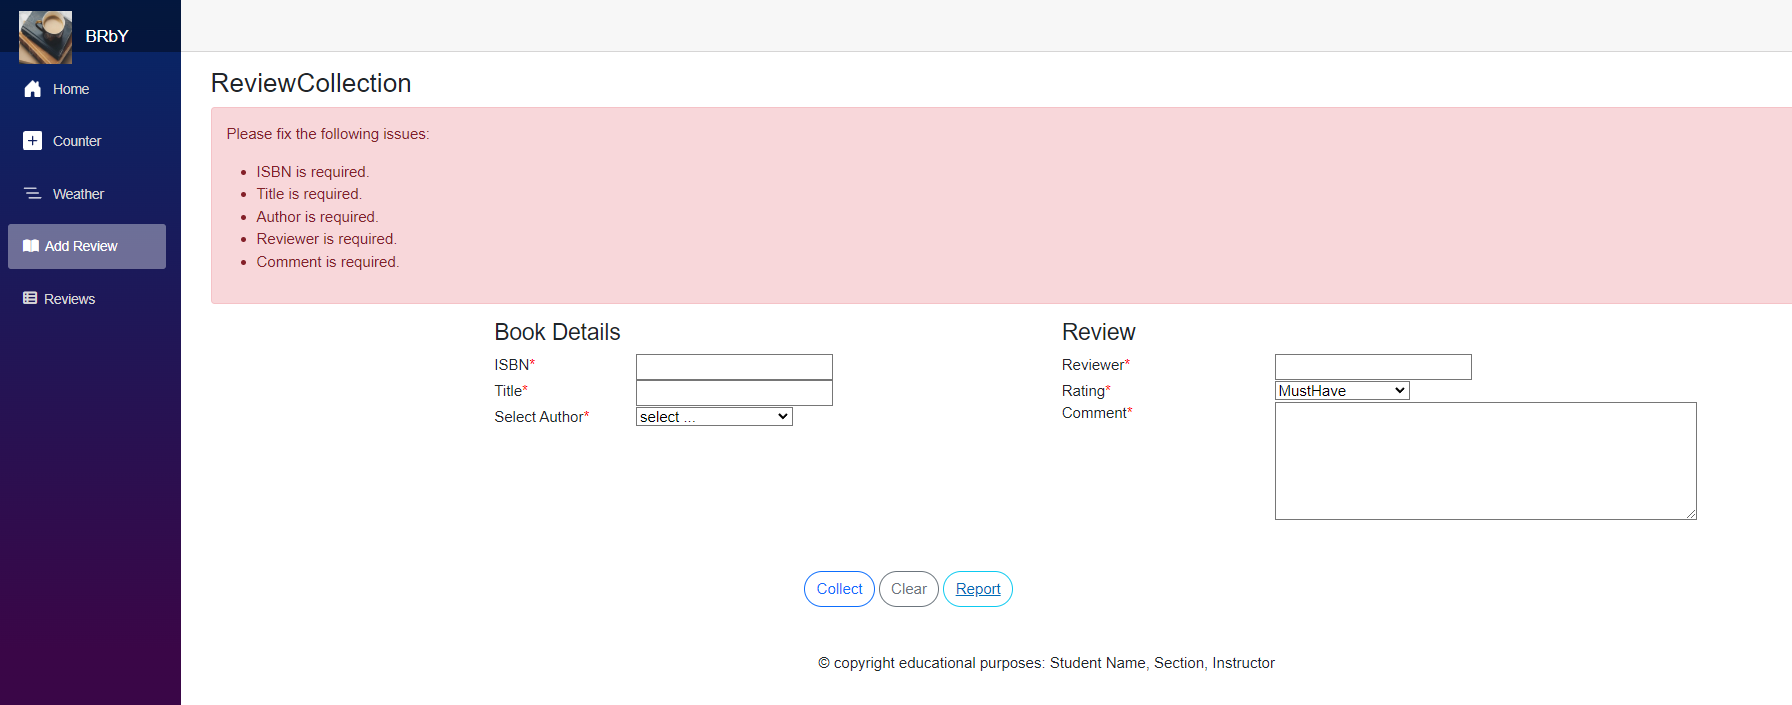 BRbY
Home
Counter
Weather
Add Review
Reviews
ReviewCollection
Please fix the following issues:
• ISBN is required.
• Title is required.
• Author is required.
• Reviewer is required.
• Comment is required.
Book Details
ISBN*
Title*
Select Author* select ...
Review
Reviewer*
Rating* MustHave
Comment*
Collect Clear Report
© copyright educational purposes: Student Name, Section, Instructor